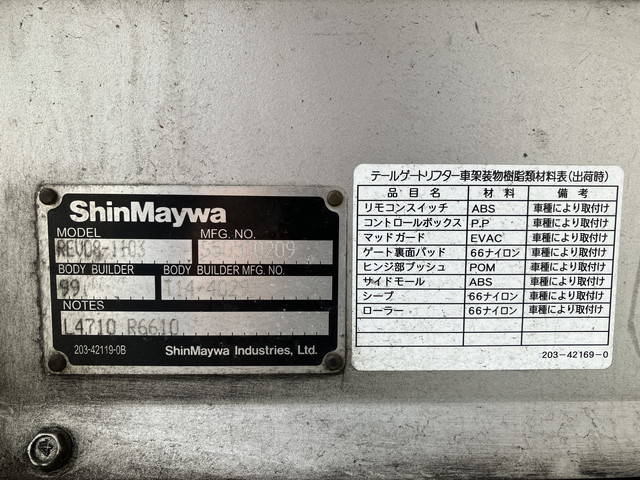 ShinMaywa
MODEL MFG. NO.
REV08-1103
BODY BUILDER BODY BUILDER MFG NO.
99
NOTES
L4710 R6610
203-42119-0B ShinMaywa Industries, Ltd.
テールゲートリフター車架装物樹脂類材料表(出荷時)
品目名 材料 備考
リモコンスイッチ ABS 車種により取付け
コントロールボックス P.P 車種により取付け
マッドガード EVAC 車種により取付け
ゲート裏面パッド 66ナイロン 車種により取付け
ヒンジ部ブッシュ POM 車種により取付け
サイドモール ABS 車種により取付け
シーブ 66ナイロン 車種により取付け
ローラー 66ナイロン 車種により取付け
203-42169-0